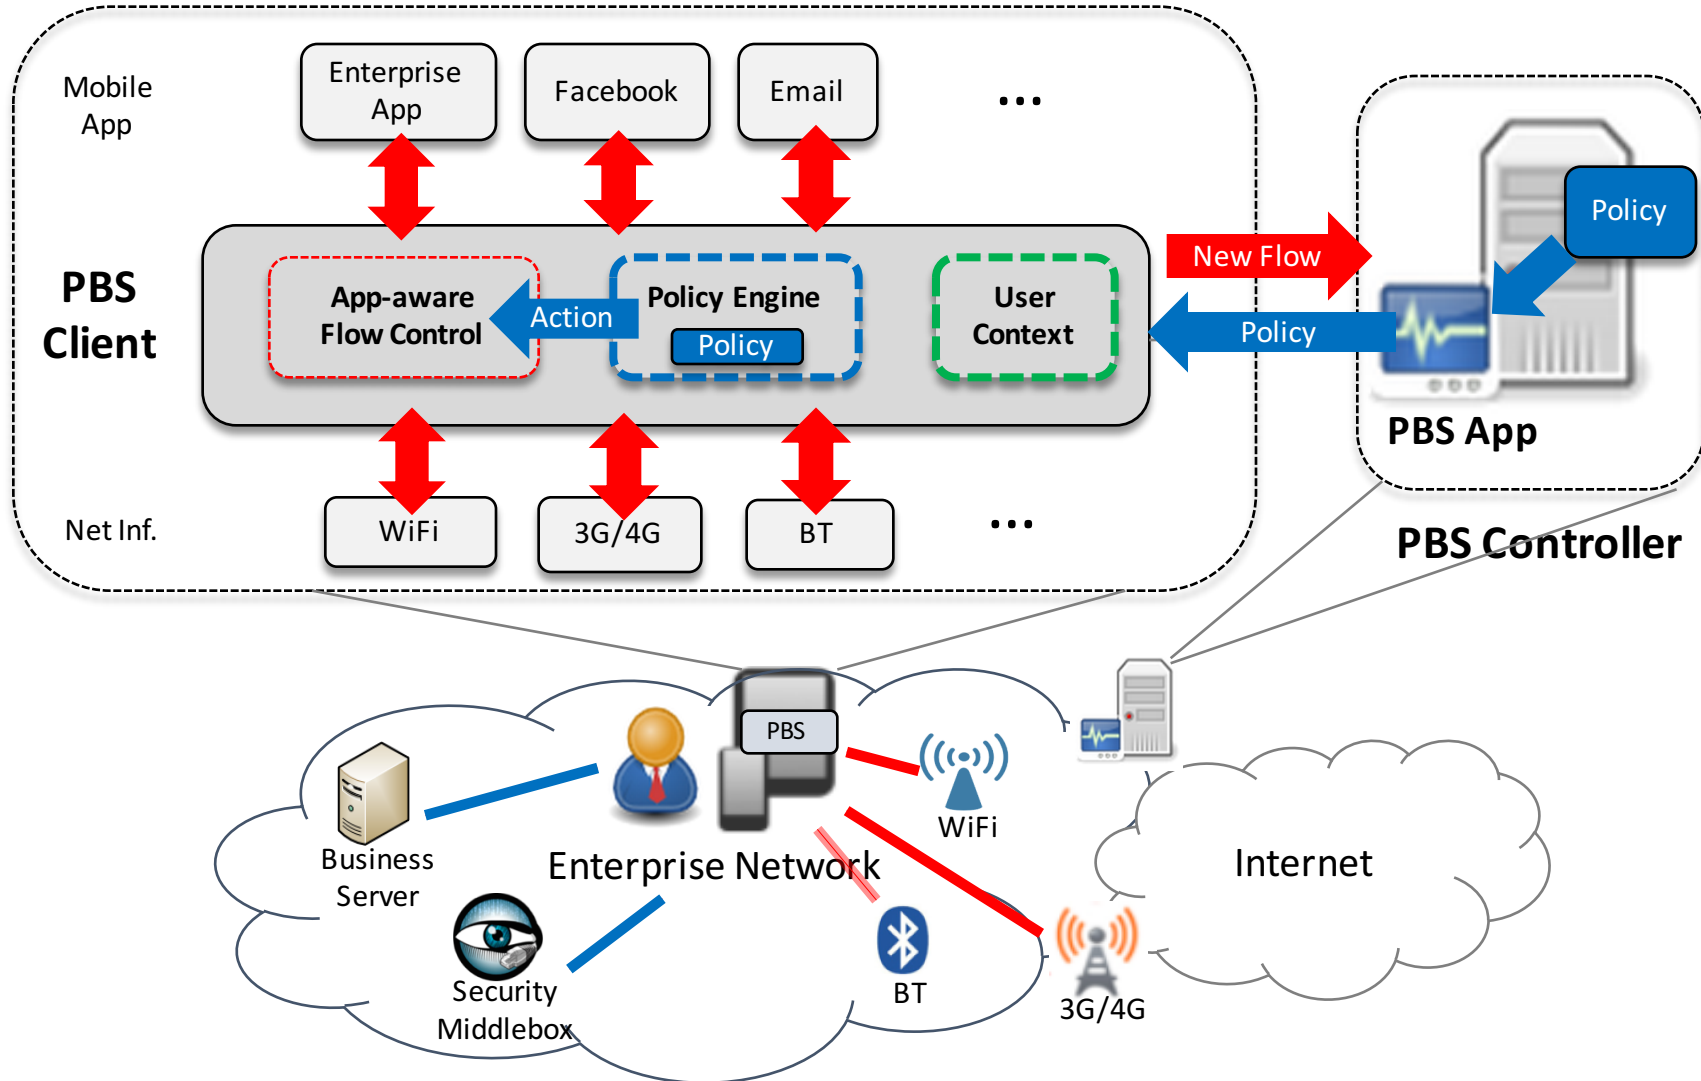 Mobile
App
Enterprise
App
Facebook
Email
...
PBS
Client
App-aware
Flow Control
Action
Policy Engine
Policy
User
Context
New Flow
Policy
Policy
PBS App
PBS Controller
Net Inf.
WiFi
3G/4G
BT
...
PBS
WiFi
Business
Server
Enterprise Network
Internet
Security
Middlebox
BT
3G/4G